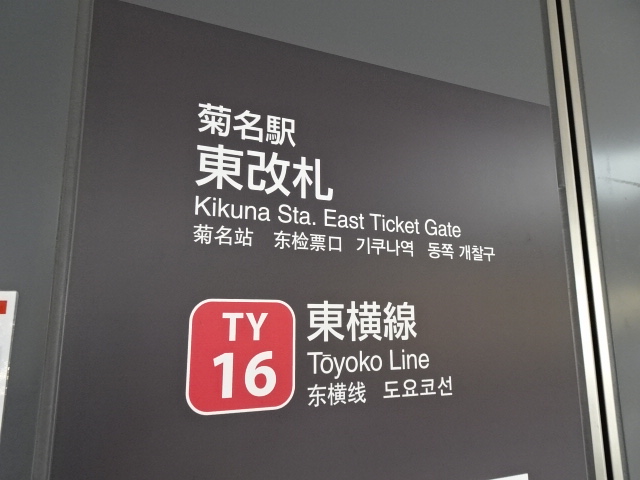 菊名駅
東改札
Kikuna Sta. East Ticket Gate
菊名站 东检票口 기쿠나역 동쪽 개찰구
TY
16
東横線
Tōyoko Line
东横线 도요코선